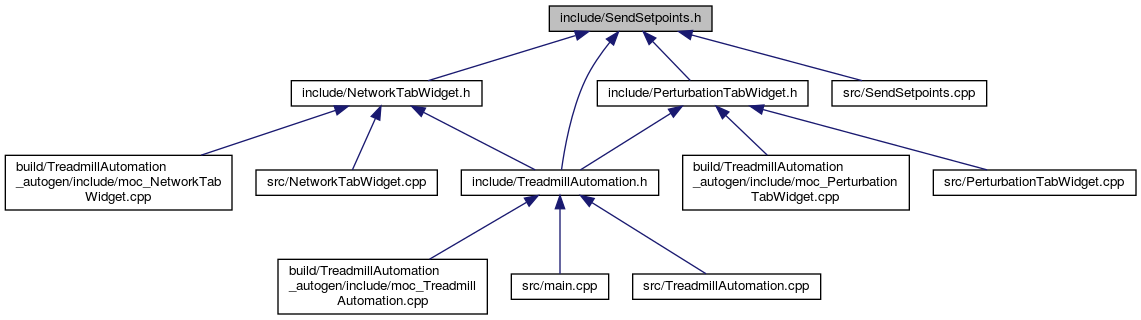 include/SendSetpoints.h
include/NetworkTabWidget.h
include/PerturbationTabWidget.h
src/SendSetpoints.cpp
build/TreadmillAutomation
_autogen/include/moc_NetworkTab
Widget.cpp
src/NetworkTabWidget.cpp
include/TreadmillAutomation.h
build/TreadmillAutomation
_autogen/include/moc_Perturbation
TabWidget.cpp
src/PerturbationTabWidget.cpp
build/TreadmillAutomation
_autogen/include/moc_Treadmill
Automation.cpp
src/main.cpp
src/TreadmillAutomation.cpp